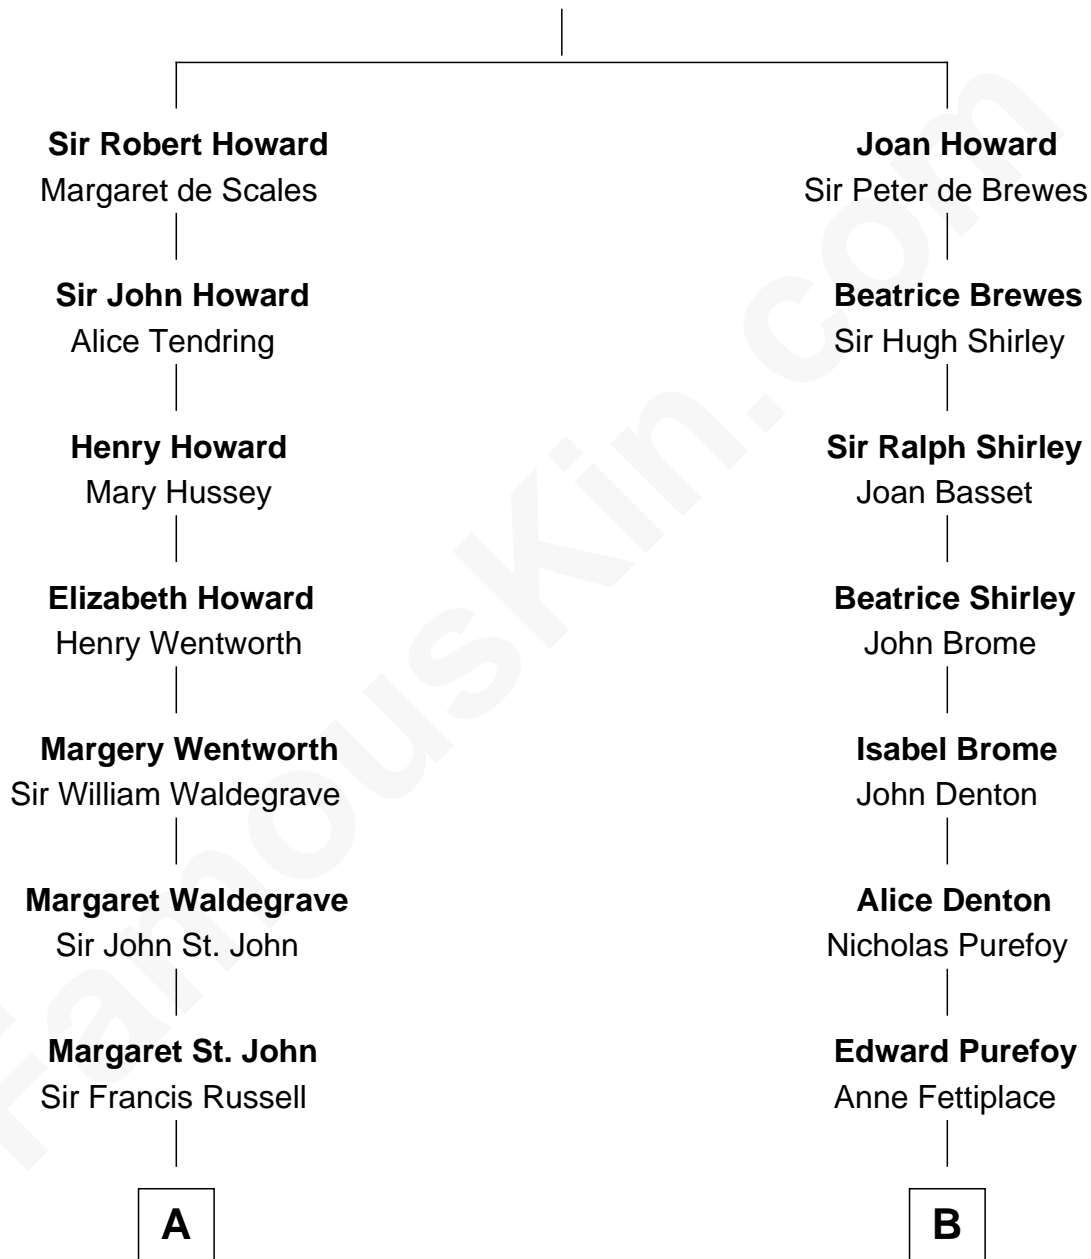 Sir Robert Howard
Margaret de Scales
Sir John Howard
Alice Tendring
Henry Howard
Mary Hussey
Elizabeth Howard
Henry Wentworth
Margery Wentworth
Sir William Waldegrave
Margaret Waldegrave
Sir John St. John
Margaret St. John
Sir Francis Russell
A
Joan Howard
Sir Peter de Brewes
Beatrice Brewes
Sir Hugh Shirley
Sir Ralph Shirley
Joan Basset
Beatrice Shirley
John Brome
Isabel Brome
John Denton
Alice Denton
Nicholas Purefoy
Edward Purefoy
Anne Fettiplace
B
FamousKin.com